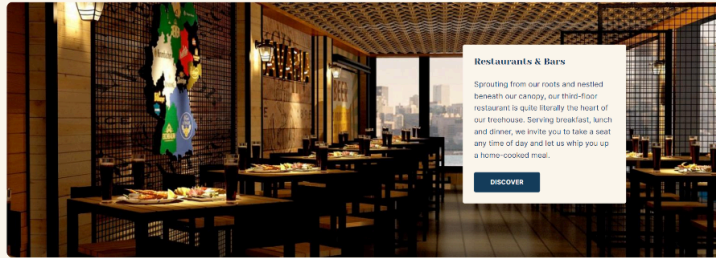 Restaurants & Bars
Sprouting from our roots and nestled
beneath our canopy, our third-floor
restaurant is quite literally the heart of
our treehouse. Serving breakfast, lunch
and dinner, we invite you to take a seat
any time of day and let us whip you up
a home-cooked meal.
DISCOVER